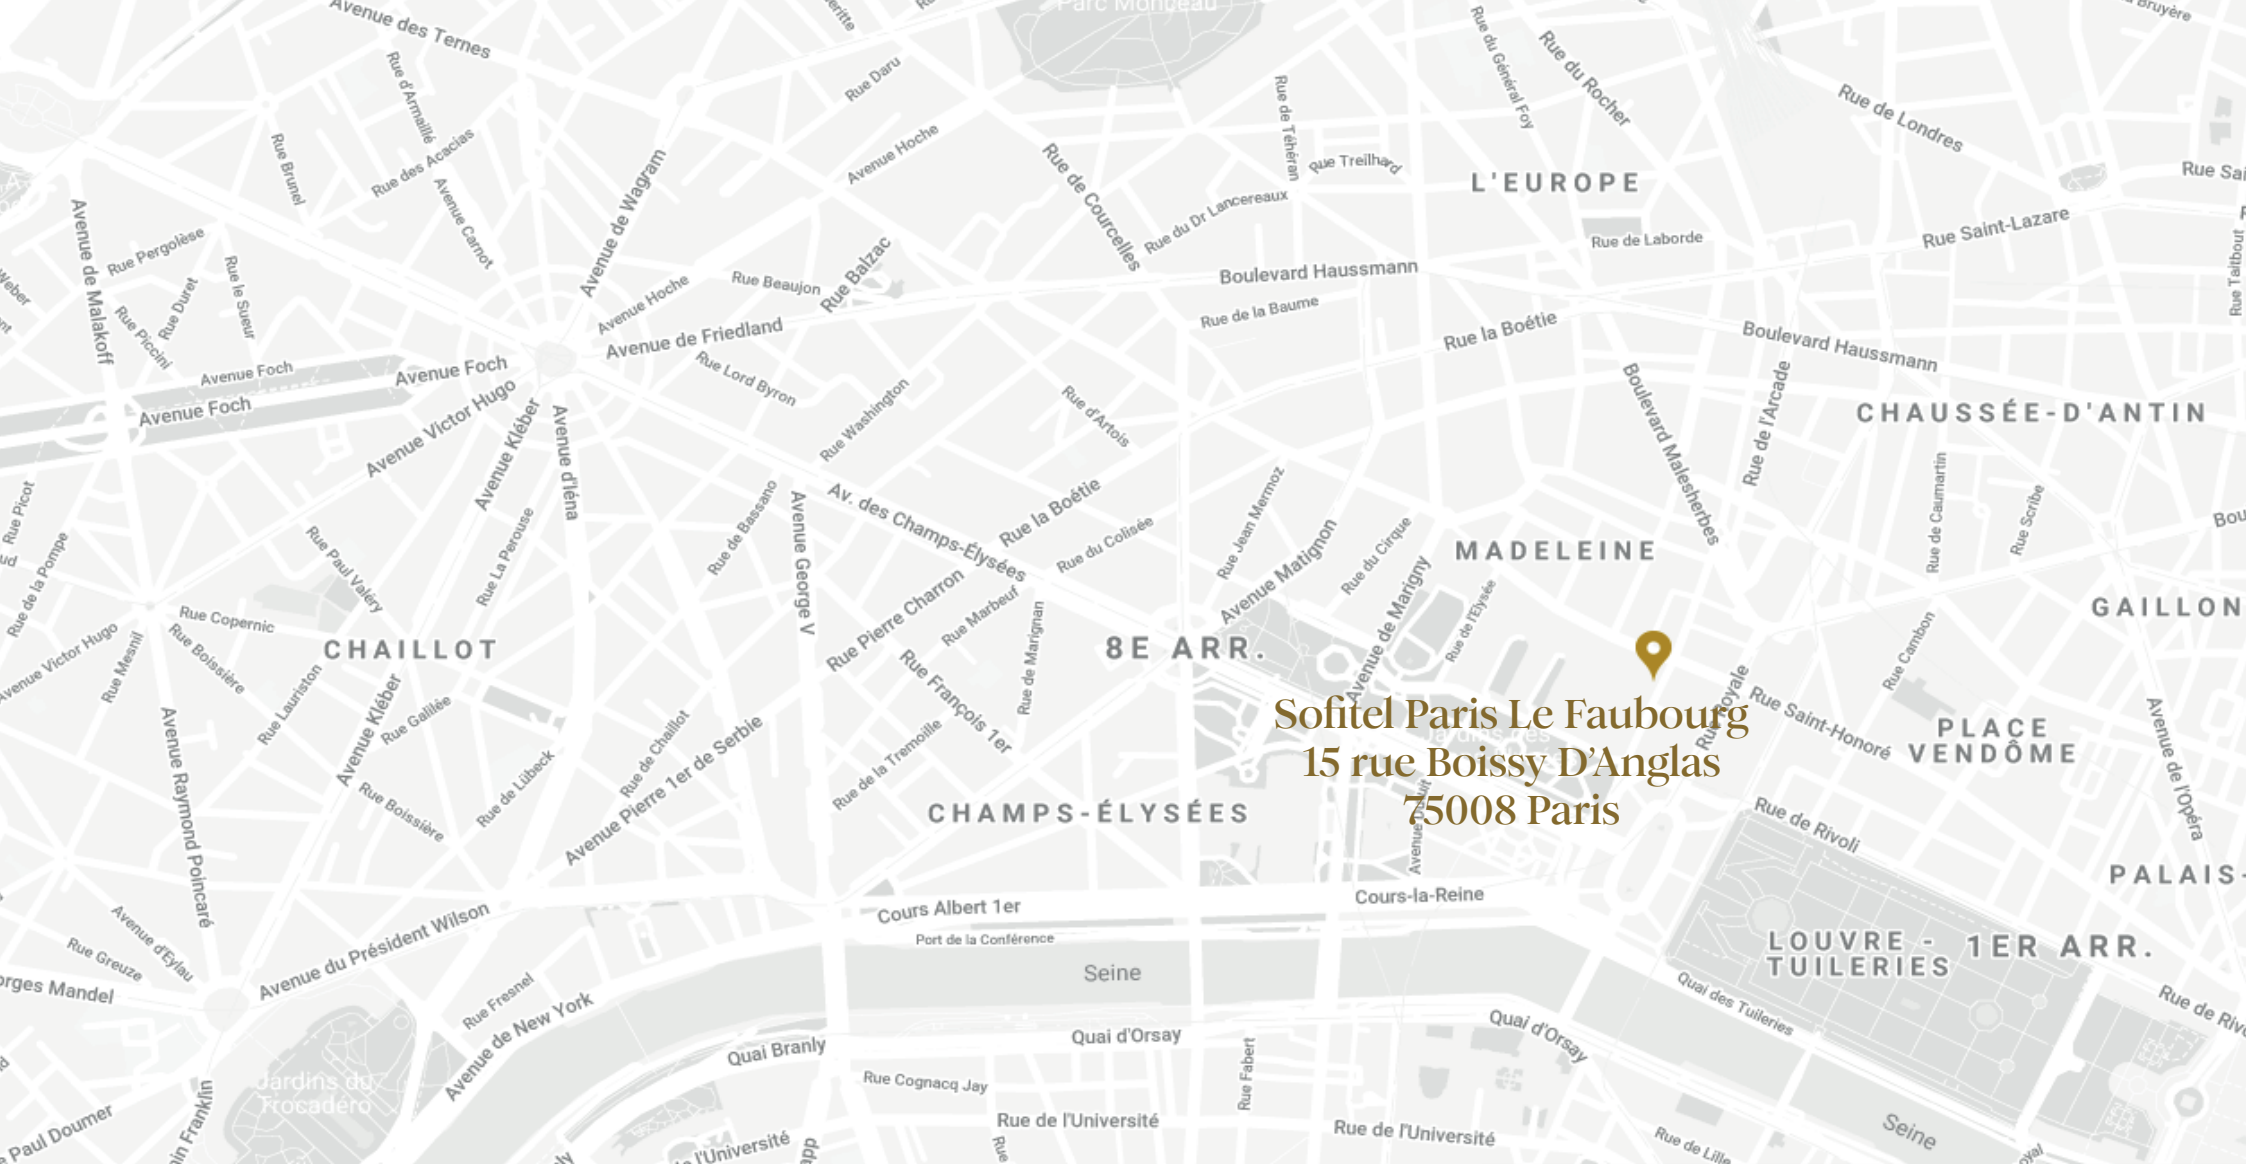 Parc Monceau
Avenue des Ternes
Rue d'Armaillé
Rue Daru
Rue du Général Foy
Rue du Rocher
Rue de Londres
Rue Brunel
Rue des Acacias
Avenue Carnot
Avenue de Wagram
Avenue Hoche
Rue de Courcelles
Rue de Téhéran
Rue Treilhard
L'EUROPE
Rue du Dr Lancereaux
Rue de Laborde
Rue Saint-Lazare
Rue Taitbout
Avenue de Malakoff
Rue Pergolèse
Rue Duret
Rue le Sueur
Rue Piccini
Avenue Hoche
Rue Beaujon
Rue Balzac
Boulevard Haussmann
Rue de la Baume
Avenue de Friedland
Rue la Boétie
Boulevard Haussmann
Avenue Foch
Avenue Foch
Avenue Foch
Avenue Victor Hugo
Avenue Kléber
Avenue d'Iéna
Rue Lord Byron
Rue Washington
Rue d'Artois
Boulevard Malesherbes
Rue de l'Arcade
CHAUSSÉE-D'ANTIN
Rue Picot
Rue de la Pompe
Rue Paul Valéry
Rue La Perouse
Rue de Bassano
Avenue George V
Av. des Champs-Élysées
Rue la Boétie
Rue du Colisée
Rue Jean Mermoz
Avenue Matignon
Rue du Cirque
Avenue de Marigny
Rue de l'Elysée
MADELEINE
Rue de Caumartin
Rue Scribe
GAILLON
Rue Copernic
Avenue Victor Hugo
Rue Mesnil
Rue Boissière
Rue Lauriston
CHAILLOT
Avenue Kléber
Rue Galilée
Rue Pierre Charron
Rue Marbeuf
Rue de Marignan
Rue François 1er
8E ARR.
Rue Cambon
Rue Royale
Rue Saint-Honoré
PLACE
VENDÔME
Avenue de l'Opéra
Sofitel Paris Le Faubourg
15 rue Boissy D'Anglas
75008 Paris
Avenue Raymond Poincaré
Rue Boissière
Rue de Lübeck
Rue de Chaillot
Avenue Pierre 1er de Serbie
Rue de la Tremoille
CHAMPS-ÉLYSÉES
Rue de Rivoli
PALAIS-
Avenue d'Eylau
Rue Greuze
Avenue du Président Wilson
Cours Albert 1er
Port de la Conférence
Cours-la-Reine
Seine
LOUVRE -
TUILERIES
1ER ARR.
Quai des Tuileries
Rue Fresnel
Avenue de New York
Quai Branly
Quai d'Orsay
Quai d'Orsay
Jardins du
Trocadéro
Rue Cognacq Jay
Rue Fabert
Rue de l'Université
Rue de l'Université
l'Université
Rue de Lille
Seine
Paul Doumer